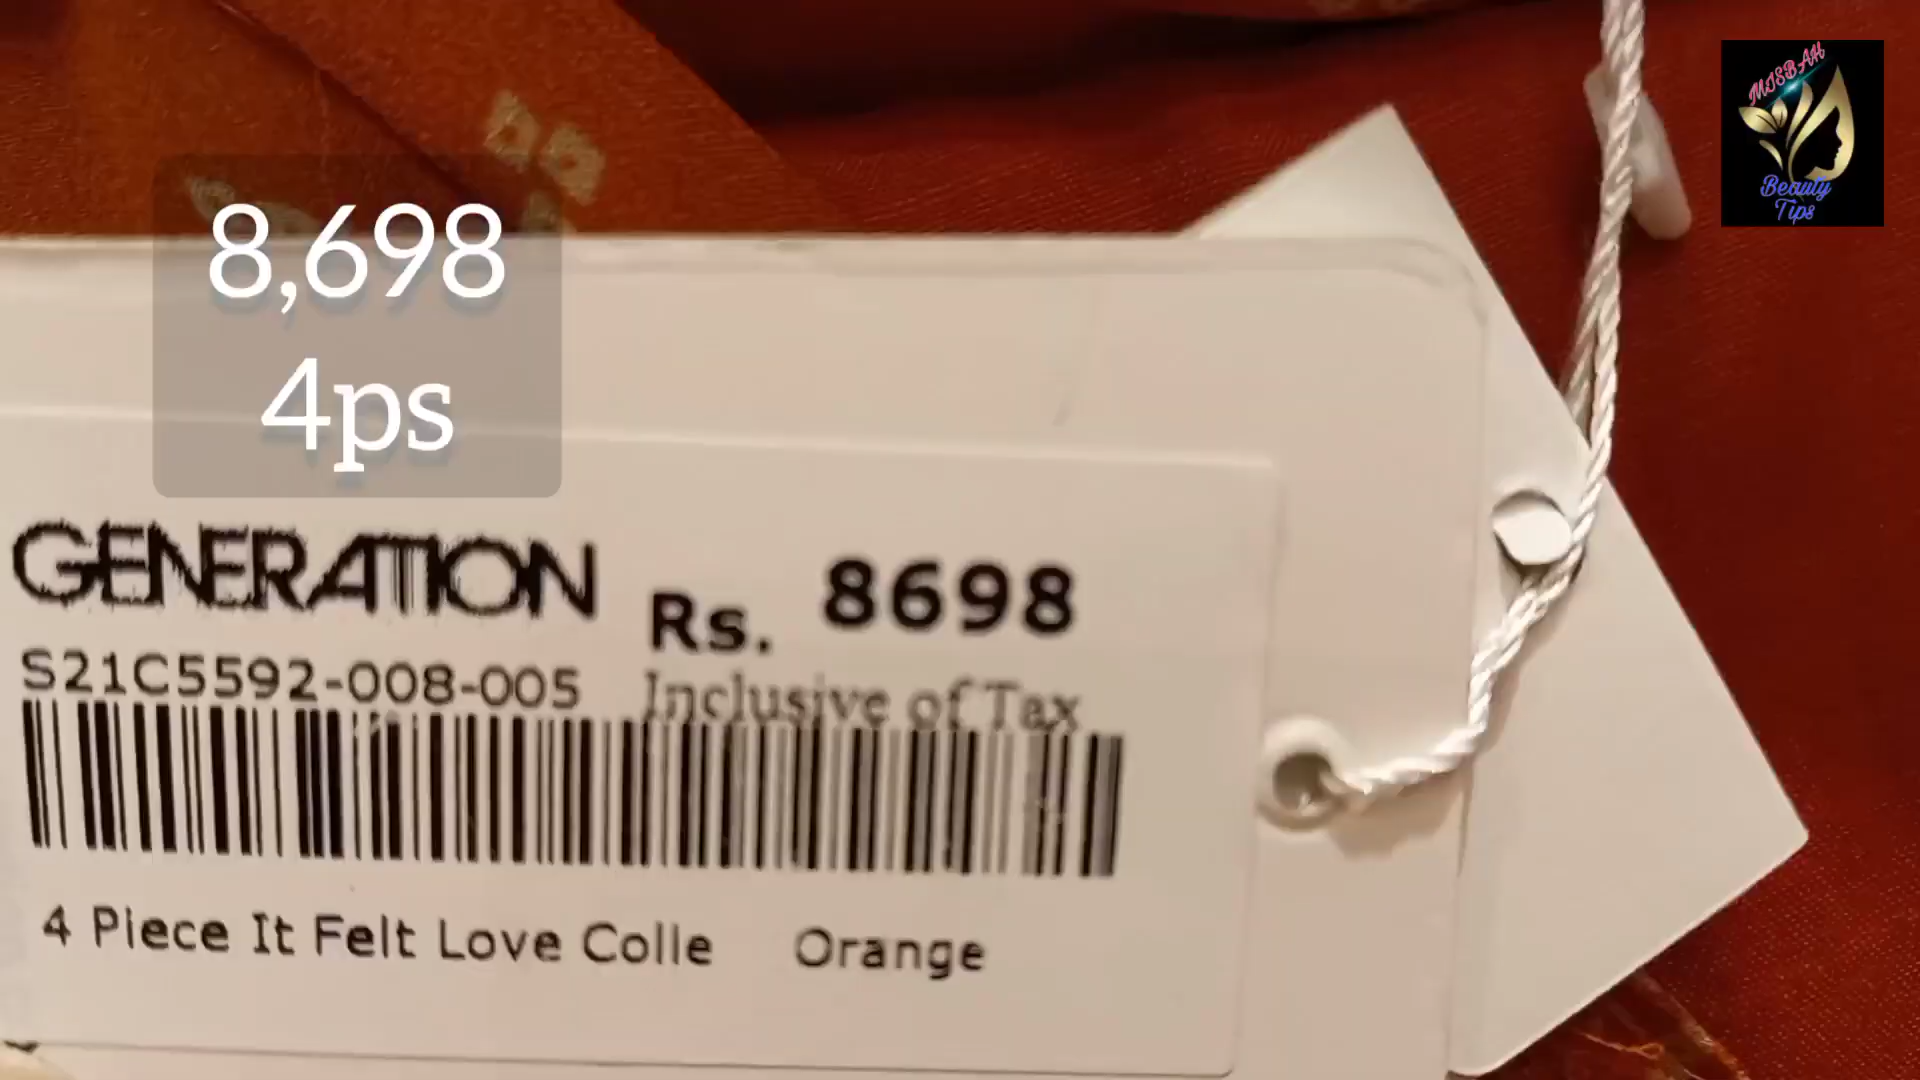 MISBAH
Beauty
Tips
8,698
4ps
GENERATION
Rs. 8698
S21C5592-008-005
Inclusive of Tax
4 Piece It Felt Love Colle Orange